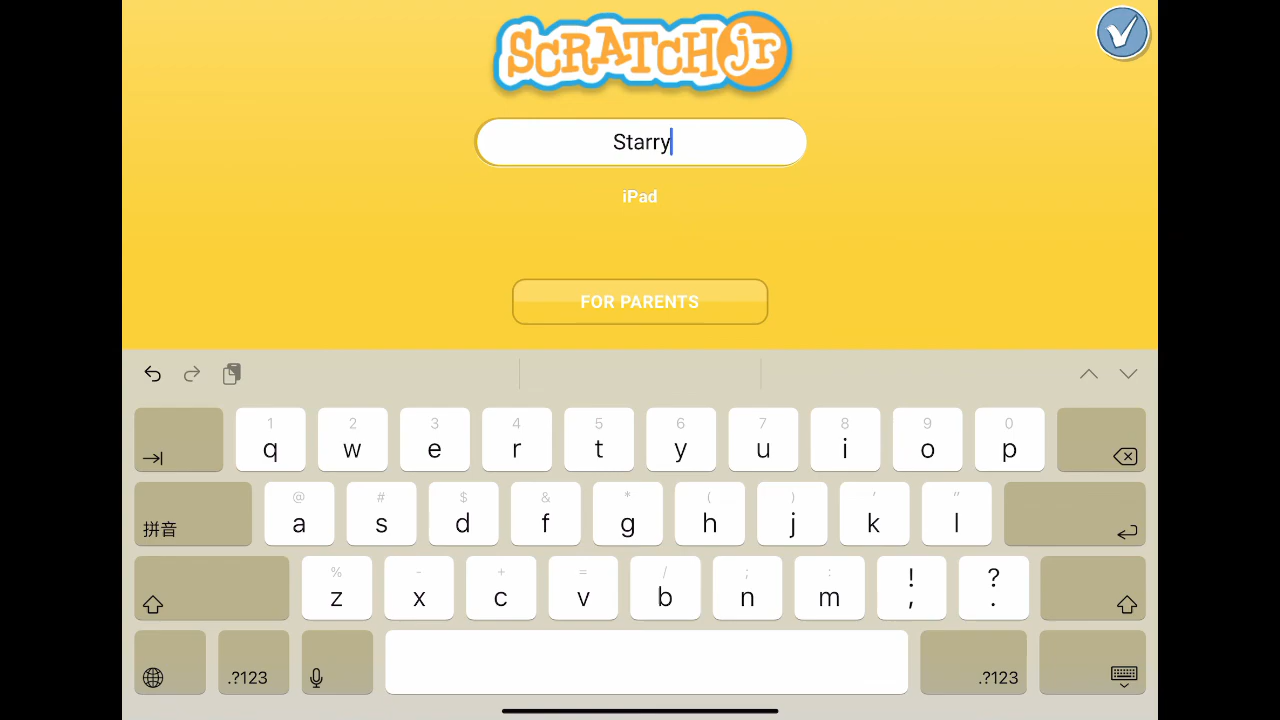 SCRATCH jr
Starry
iPad
FOR PARENTS
1 2 3 4 5 6 7 8 9 0
q w e r t y u i o p
@ # $ & * ( ) ' "
拼音 a s d f g h j k l
% - + = / ; : ! ?
z x c v b n m , .
.?123 .?123